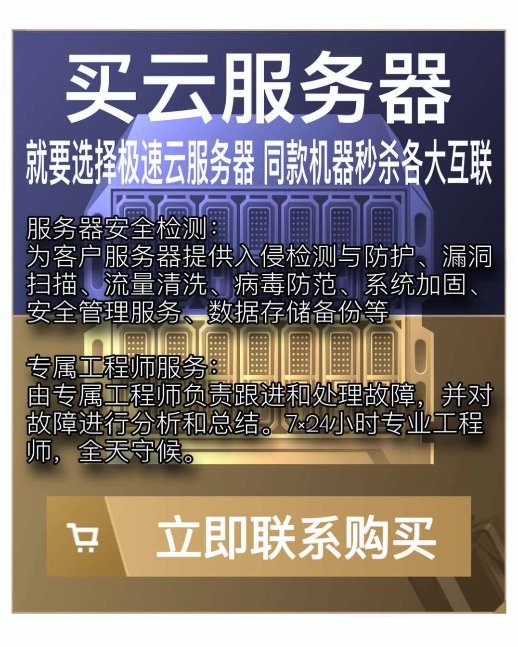 买云服务器
就要选择极速云服务器 同款机器秒杀各大互联
服务器安全检测：
为客户服务器提供入侵检测与防护、漏洞
扫描、流量清洗、病毒防范、系统加固、
安全管理服务、数据存储备份等
专属工程师服务：
由专属工程师负责跟进和处理故障，并对
故障进行分析和总结。7×24小时专业工程
师，全天守候。
立即联系购买